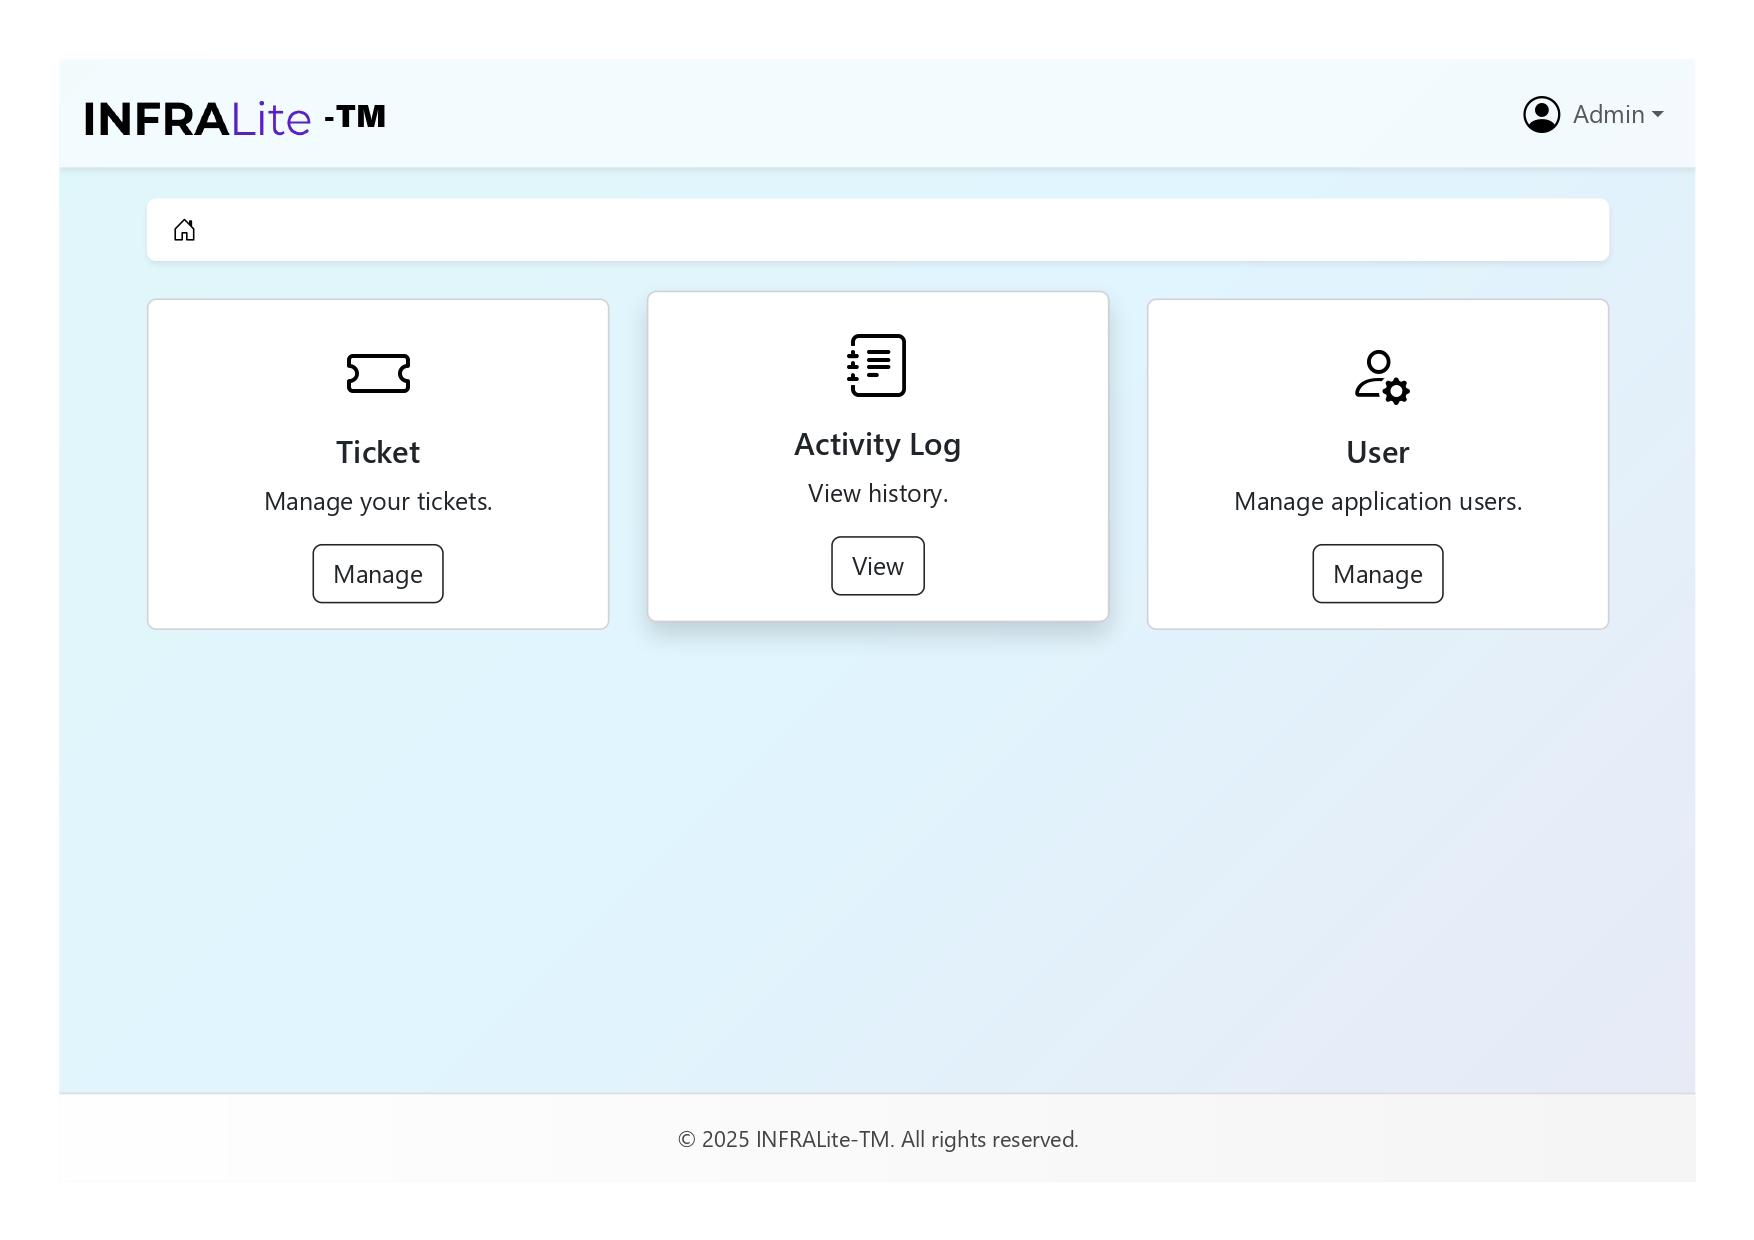 INFRALite -TM
Admin
Ticket
Manage your tickets.
Manage
Activity Log
View history.
View
User
Manage application users.
Manage
© 2025 INFRALite-TM. All rights reserved.